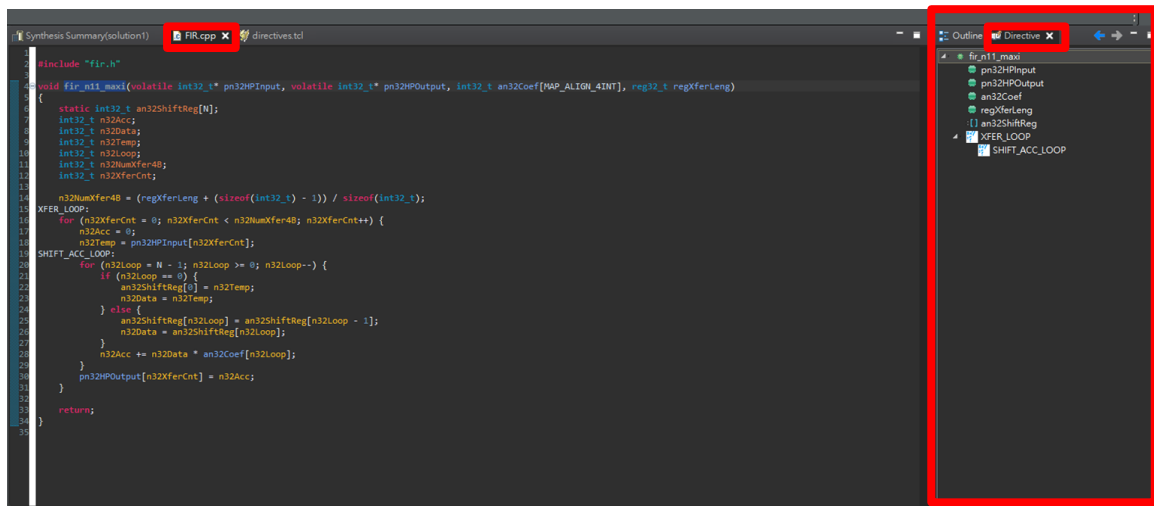 Synthesis Summary(solution1)
FIR.cpp
directives.tcl
1
2 #include "fir.h"
3
4 void fir_n11_maxi(volatile int32_t* pn32HPInput, volatile int32_t* pn32HPOutput, int32_t an32Coef[MAP_ALIGN_4INT], reg32_t regXferLeng)
5 {
6 static int32_t an32ShiftReg[N];
7 int32_t n32Acc;
8 int32_t n32Data;
9 int32_t n32Temp;
10 int32_t n32Loop;
11 int32_t n32NumXfer4B;
12 int32_t n32XferCnt;
13
14 n32NumXfer4B = (regXferLeng + (sizeof(int32_t) - 1)) / sizeof(int32_t);
15 XFER_LOOP:
16 for (n32XferCnt = 0; n32XferCnt < n32NumXfer4B; n32XferCnt++) {
17 n32Acc = 0;
18 n32Temp = pn32HPInput[n32XferCnt];
19 SHIFT_ACC_LOOP:
20 for (n32Loop = N - 1; n32Loop >= 0; n32Loop--) {
21 if (n32Loop == 0) {
22 an32ShiftReg[0] = n32Temp;
23 n32Data = n32Temp;
24 } else {
25 an32ShiftReg[n32Loop] = an32ShiftReg[n32Loop - 1];
26 n32Data = an32ShiftReg[n32Loop];
27 }
28 n32Acc += n32Data * an32Coef[n32Loop];
29 }
30 pn32HPOutput[n32XferCnt] = n32Acc;
31 }
32
33 return;
34 }
35
Outline
Directive
fir_n11_maxi
pn32HPInput
pn32HPOutput
an32Coef
regXferLeng
[] an32ShiftReg
XFER_LOOP
SHIFT_ACC_LOOP